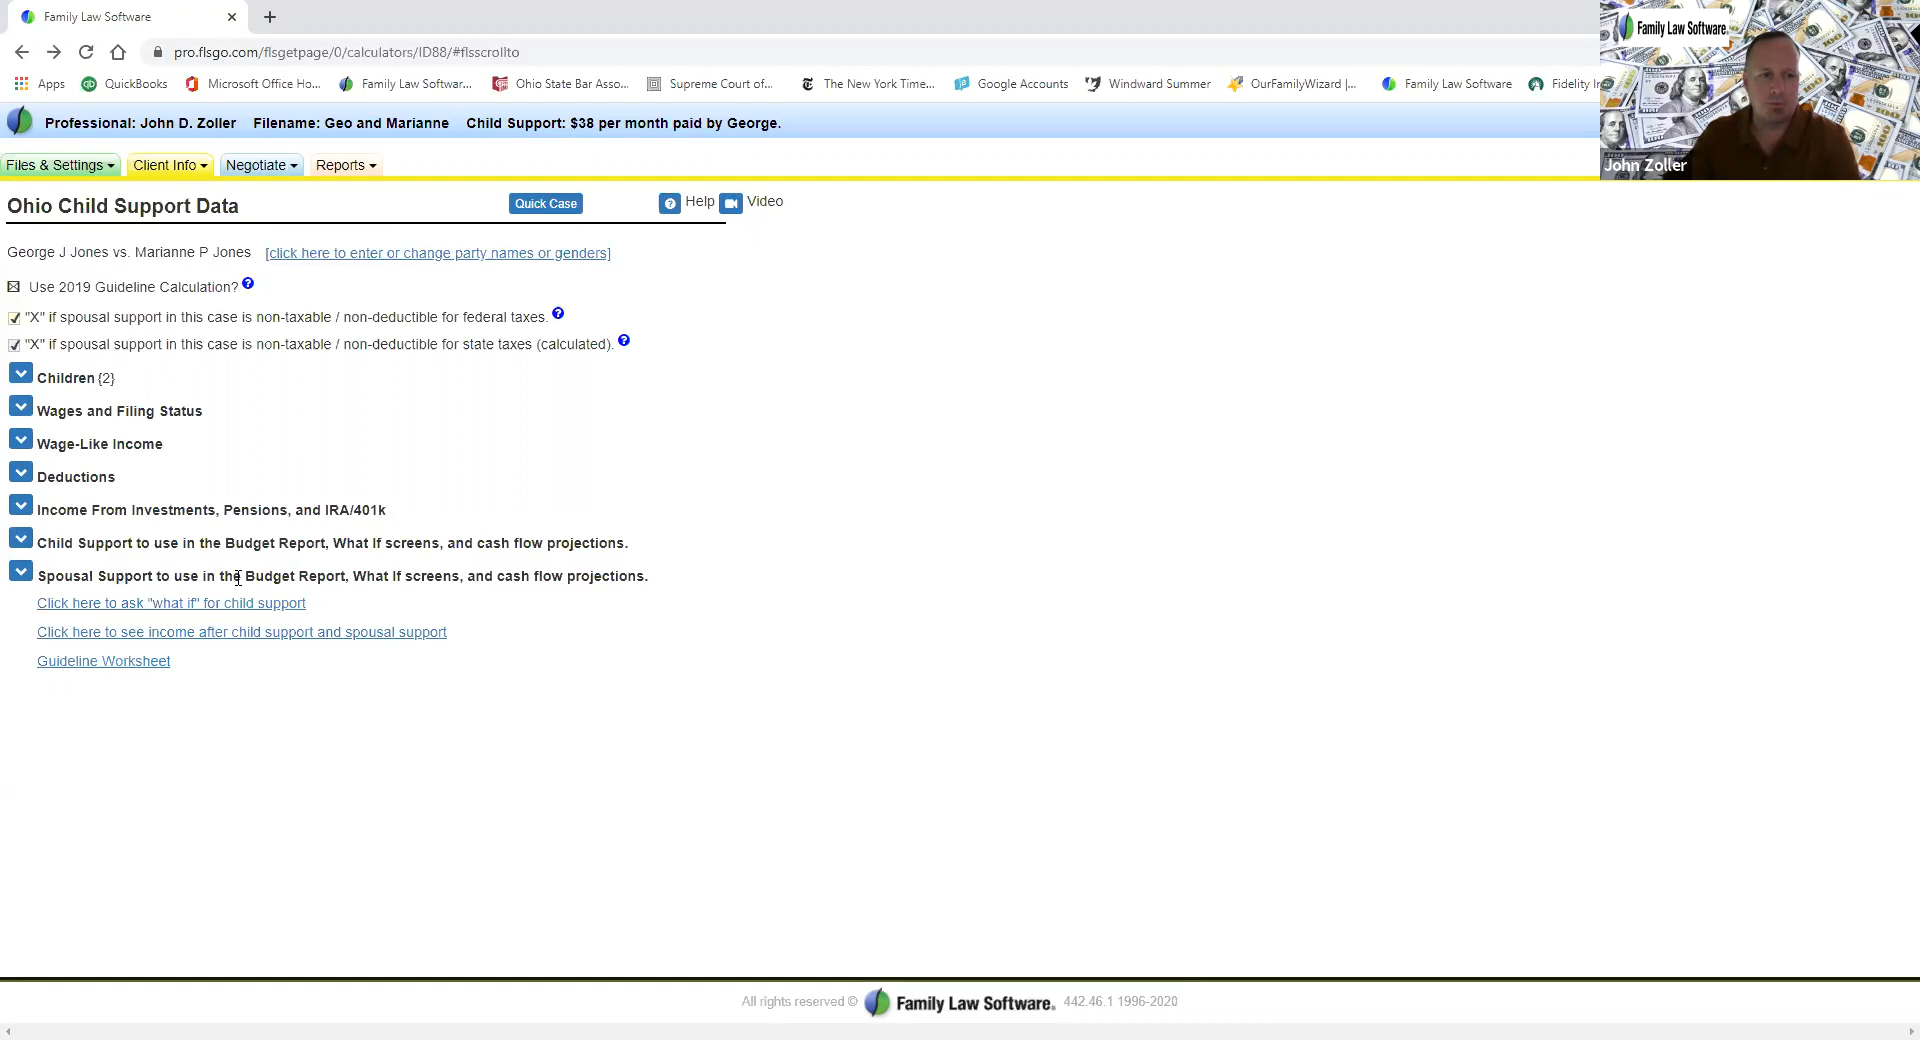 Family Law Software
pro.flsgo.com/flsgetpage/0/calculators/ID88/#flsscrollto
Apps QuickBooks Microsoft Office Ho... Family Law Softwar... Ohio State Bar Asso... Supreme Court of... The New York Time... Google Accounts Windward Summer OurFamilyWizard |... Family Law Software Fidelity In
Family Law Software.
John Zoller
Professional: John D. Zoller Filename: Geo and Marianne Child Support: $38 per month paid by George.
Files & Settings Client Info Negotiate Reports
Ohio Child Support Data Quick Case Help Video
George J Jones vs. Marianne P Jones [click here to enter or change party names or genders]
Use 2019 Guideline Calculation?
"X" if spousal support in this case is non-taxable / non-deductible for federal taxes.
"X" if spousal support in this case is non-taxable / non-deductible for state taxes (calculated).
Children {2}
Wages and Filing Status
Wage-Like Income
Deductions
Income From Investments, Pensions, and IRA/401k
Child Support to use in the Budget Report, What If screens, and cash flow projections.
Spousal Support to use in the Budget Report, What If screens, and cash flow projections.
Click here to ask "what if" for child support
Click here to see income after child support and spousal support
Guideline Worksheet
All rights reserved © Family Law Software. 442.46.1 1996-2020